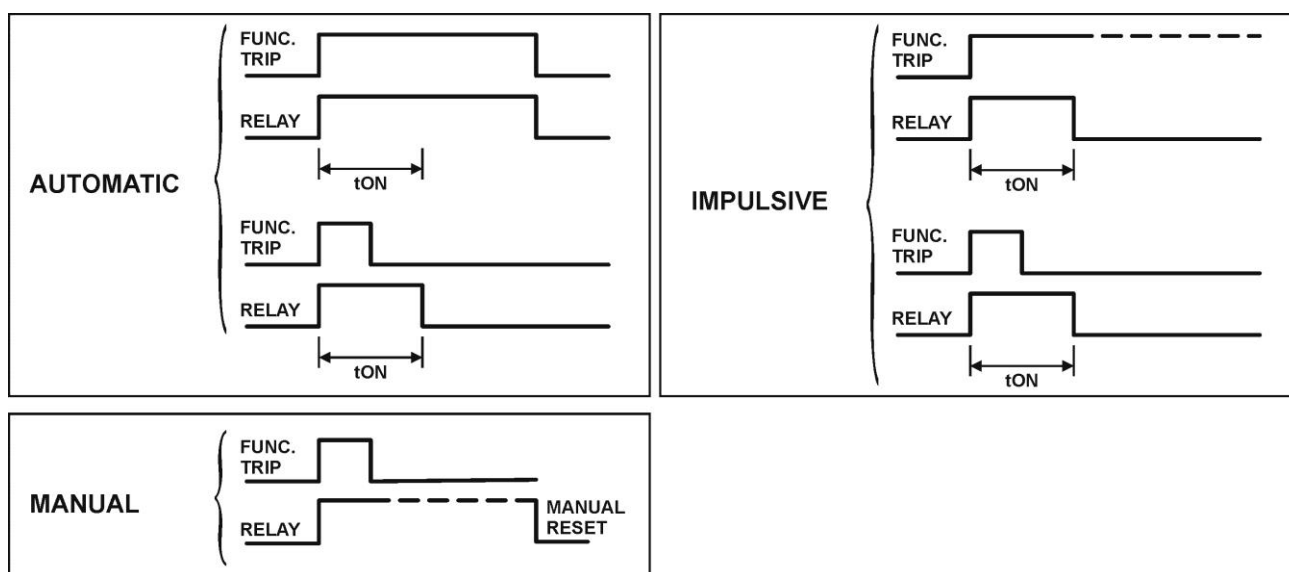 AUTOMATIC
FUNC.
TRIP
RELAY
tON
FUNC.
TRIP
RELAY
tON
IMPULSIVE
FUNC.
TRIP
RELAY
tON
FUNC.
TRIP
RELAY
tON
MANUAL
FUNC.
TRIP
RELAY
MANUAL
RESET